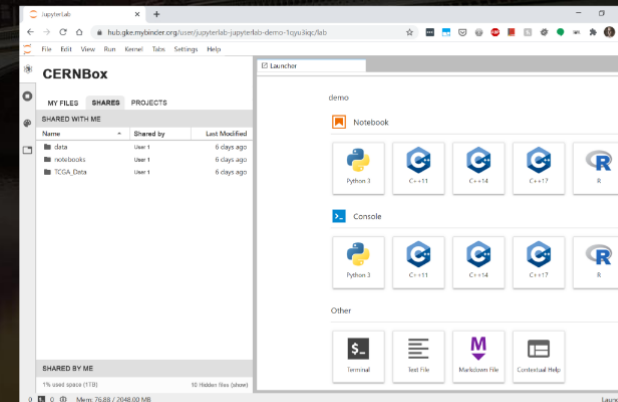 JupyterLab
hub.gke.mybinder.org/user/jupyterlab-jupyterlab-demo-1qyu3iqc/lab
File Edit View Run Kernel Tabs Settings Help
CERNBox
MY FILES SHARES PROJECTS
SHARED WITH ME
Name Shared by Last Modified
data User 1 6 days ago
notebooks User 1 6 days ago
TCGA_Data User 1 6 days ago
SHARED BY ME
1% used space (1TB) 10 Hidden files (show)
0 0 Mem: 76.88 / 2048.00 MB
Launcher
demo
Notebook
Python 3 C++11 C++14 C++17 R
Console
Python 3 C++11 C++14 C++17 R
Other
$_ M
Terminal Text File Markdown File Contextual Help